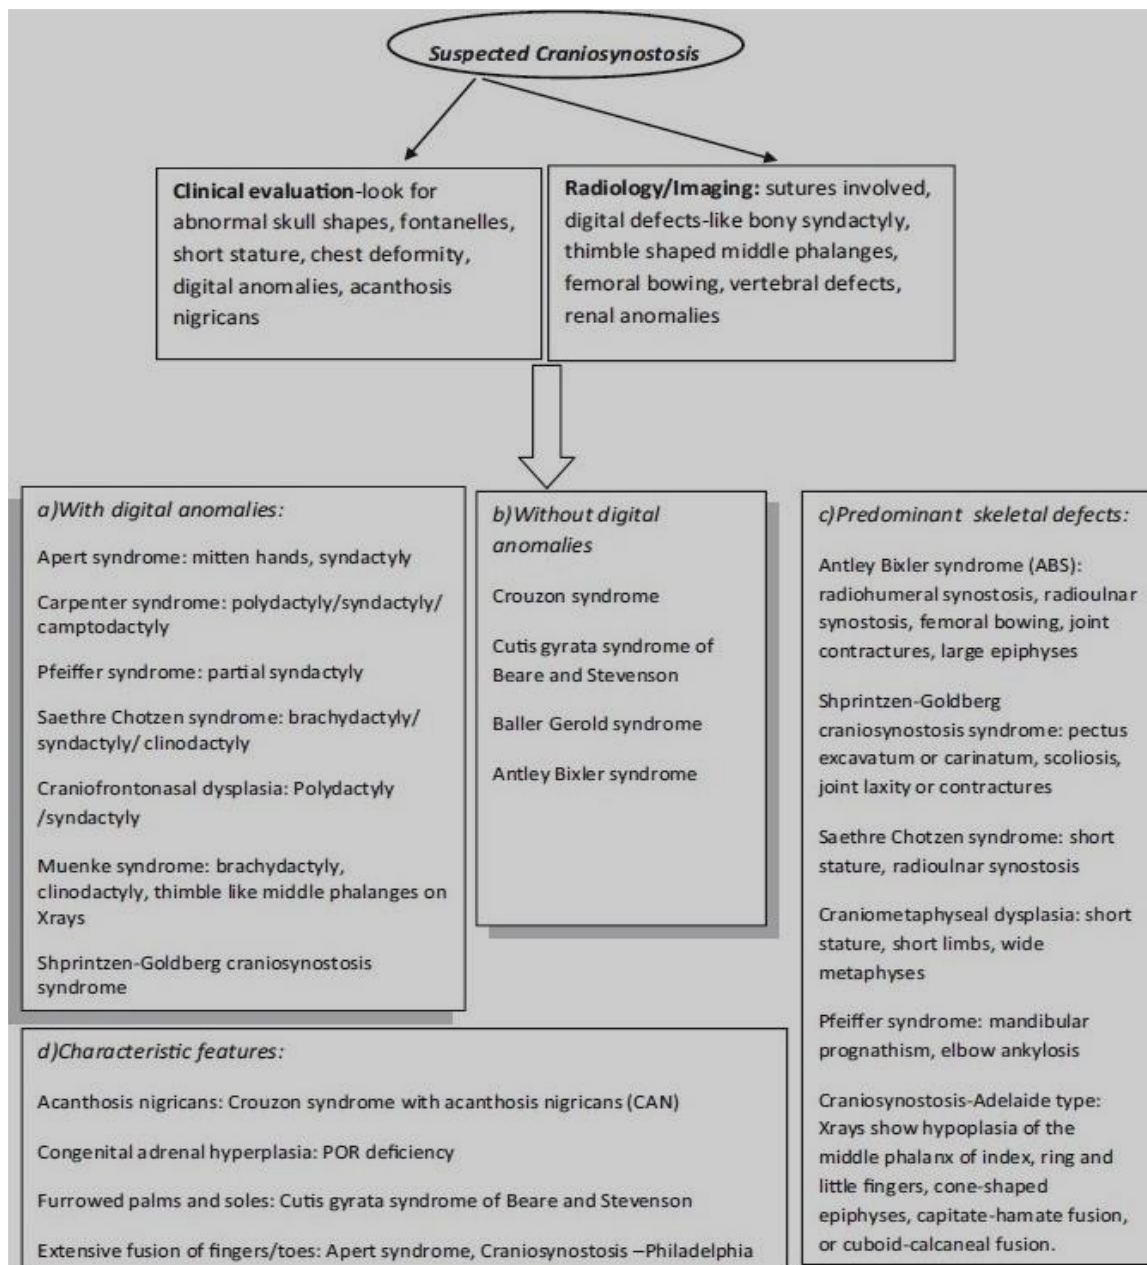 Suspected Craniosynostosis
Clinical evaluation-look for
abnormal skull shapes, fontanelles,
short stature, chest deformity,
digital anomalies, acanthosis
nigricans
Radiology/Imaging: sutures involved,
digital defects-like bony syndactyly,
thimble shaped middle phalanges,
femoral bowing, vertebral defects,
renal anomalies
a)With digital anomalies:
Apert syndrome: mitten hands, syndactyly
Carpenter syndrome: polydactyly/syndactyly/
camptodactyly
Pfeiffer syndrome: partial syndactyly
Saethre Chotzen syndrome: brachydactyly/
syndactyly/ clinodactyly
Craniofrontonasal dysplasia: Polydactyly
/syndactyly
Muenke syndrome: brachydactyly,
clinodactyly, thimble like middle phalanges on
Xrays
Shprintzen-Goldberg craniosynostosis
syndrome
b)Without digital
anomalies
Crouzon syndrome
Cutis gyrata syndrome of
Beare and Stevenson
Baller Gerold syndrome
Antley Bixler syndrome
c)Predominant skeletal defects:
Antley Bixler syndrome (ABS):
radiohumeral synostosis, radioulnar
synostosis, femoral bowing, joint
contractures, large epiphyses
Shprintzen-Goldberg
craniosynostosis syndrome: pectus
excavatum or carinatum, scoliosis,
joint laxity or contractures
Saethre Chotzen syndrome: short
stature, radioulnar synostosis
Craniometaphyseal dysplasia: short
stature, short limbs, wide
metaphyses
Pfeiffer syndrome: mandibular
prognathism, elbow ankylosis
Craniosynostosis-Adelaide type:
Xrays show hypoplasia of the
middle phalanx of index, ring and
little fingers, cone-shaped
epiphyses, capitate-hamate fusion,
or cuboid-calcaneal fusion.
d)Characteristic features:
Acanthosis nigricans: Crouzon syndrome with acanthosis nigricans (CAN)
Congenital adrenal hyperplasia: POR deficiency
Furrowed palms and soles: Cutis gyrata syndrome of Beare and Stevenson
Extensive fusion of fingers/toes: Apert syndrome, Craniosynostosis –Philadelphia